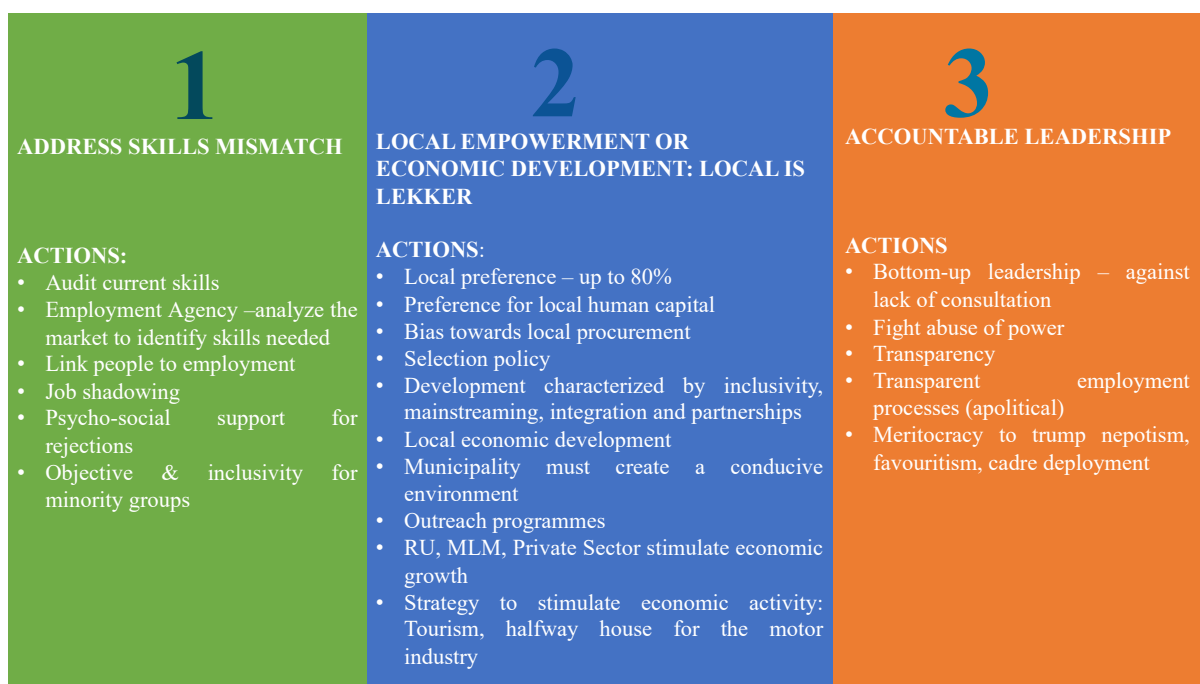 1
ADDRESS SKILLS MISMATCH
ACTIONS:
• Audit current skills
• Employment Agency –analyze the
market to identify skills needed
• Link people to employment
• Job shadowing
• Psycho-social support for
rejections
• Objective & inclusivity for
minority groups
2
LOCAL EMPOWERMENT OR
ECONOMIC DEVELOPMENT: LOCAL IS
LEKKER
ACTIONS:
• Local preference – up to 80%
• Preference for local human capital
• Bias towards local procurement
• Selection policy
• Development characterized by inclusivity,
mainstreaming, integration and partnerships
• Local economic development
• Municipality must create a conducive
environment
• Outreach programmes
• RU, MLM, Private Sector stimulate economic
growth
• Strategy to stimulate economic activity:
Tourism, halfway house for the motor
industry
3
ACCOUNTABLE LEADERSHIP
ACTIONS
• Bottom-up leadership – against
lack of consultation
• Fight abuse of power
• Transparency
• Transparent employment
processes (apolitical)
• Meritocracy to trump nepotism,
favouritism, cadre deployment